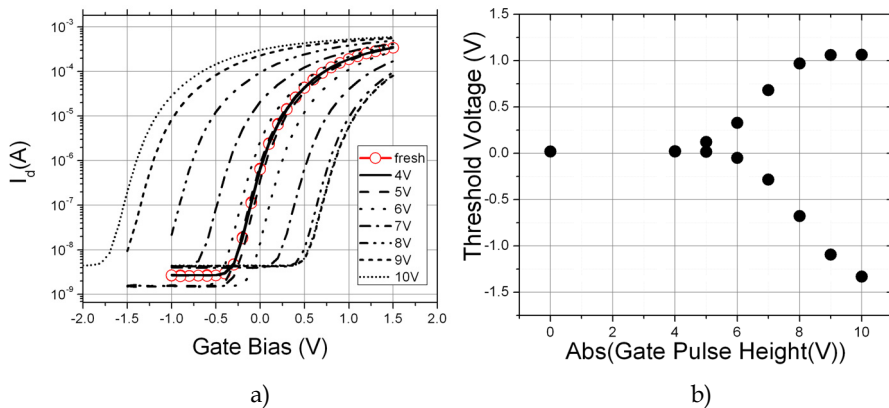 a)
10^-3
10^-4
10^-5
10^-6
10^-7
10^-8
10^-9
I_d(A)
-2.0 -1.5 -1.0 -0.5 0.0 0.5 1.0 1.5 2.0
Gate Bias (V)
fresh
4V
5V
6V
7V
8V
9V
10V
a)
b)
1.5
1.0
0.5
0.0
-0.5
-1.0
-1.5
Threshold Voltage (V)
0 2 4 6 8 10
Abs(Gate Pulse Height(V))
b)